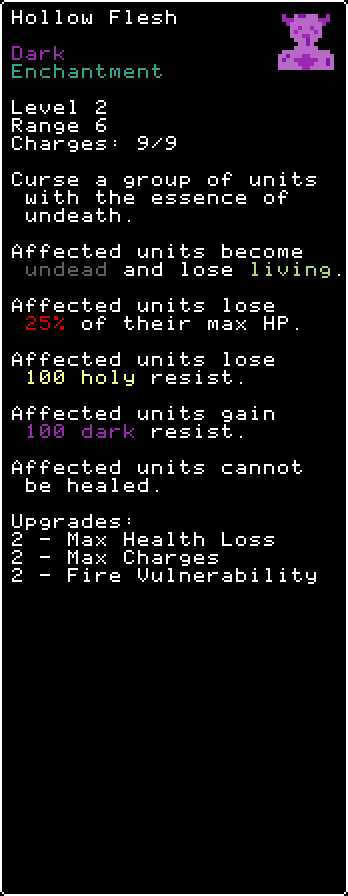 Hollow Flesh
Dark
Enchantment
Level 2
Range 6
Charges: 9/9
Curse a group of units
with the essence of
undeath.
Affected units become
undead and lose living.
Affected units lose
25% of their max HP.
Affected units lose
100 holy resist.
Affected units gain
100 dark resist.
Affected units cannot
be healed.
Upgrades:
2 - Max Health Loss
2 - Max Charges
2 - Fire Vulnerability